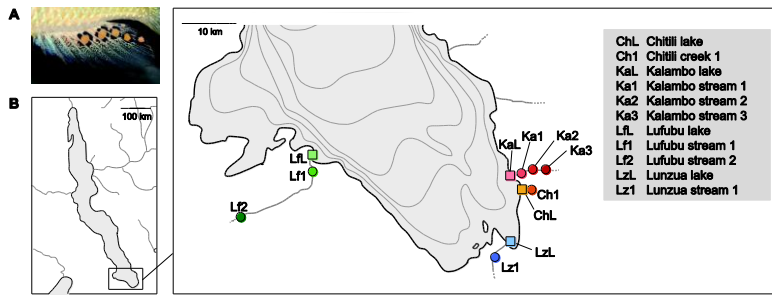 A
B
100 km
10 km
LfL
Lf1
Lf2
KaL
Ka1
Ka2
Ka3
Ch1
ChL
LzL
Lz1
ChL Chitili lake
Ch1 Chitili creek 1
KaL Kalambo lake
Ka1 Kalambo stream 1
Ka2 Kalambo stream 2
Ka3 Kalambo stream 3
LfL Lufubu lake
Lf1 Lufubu stream 1
Lf2 Lufubu stream 2
LzL Lunzua lake
Lz1 Lunzua stream 1